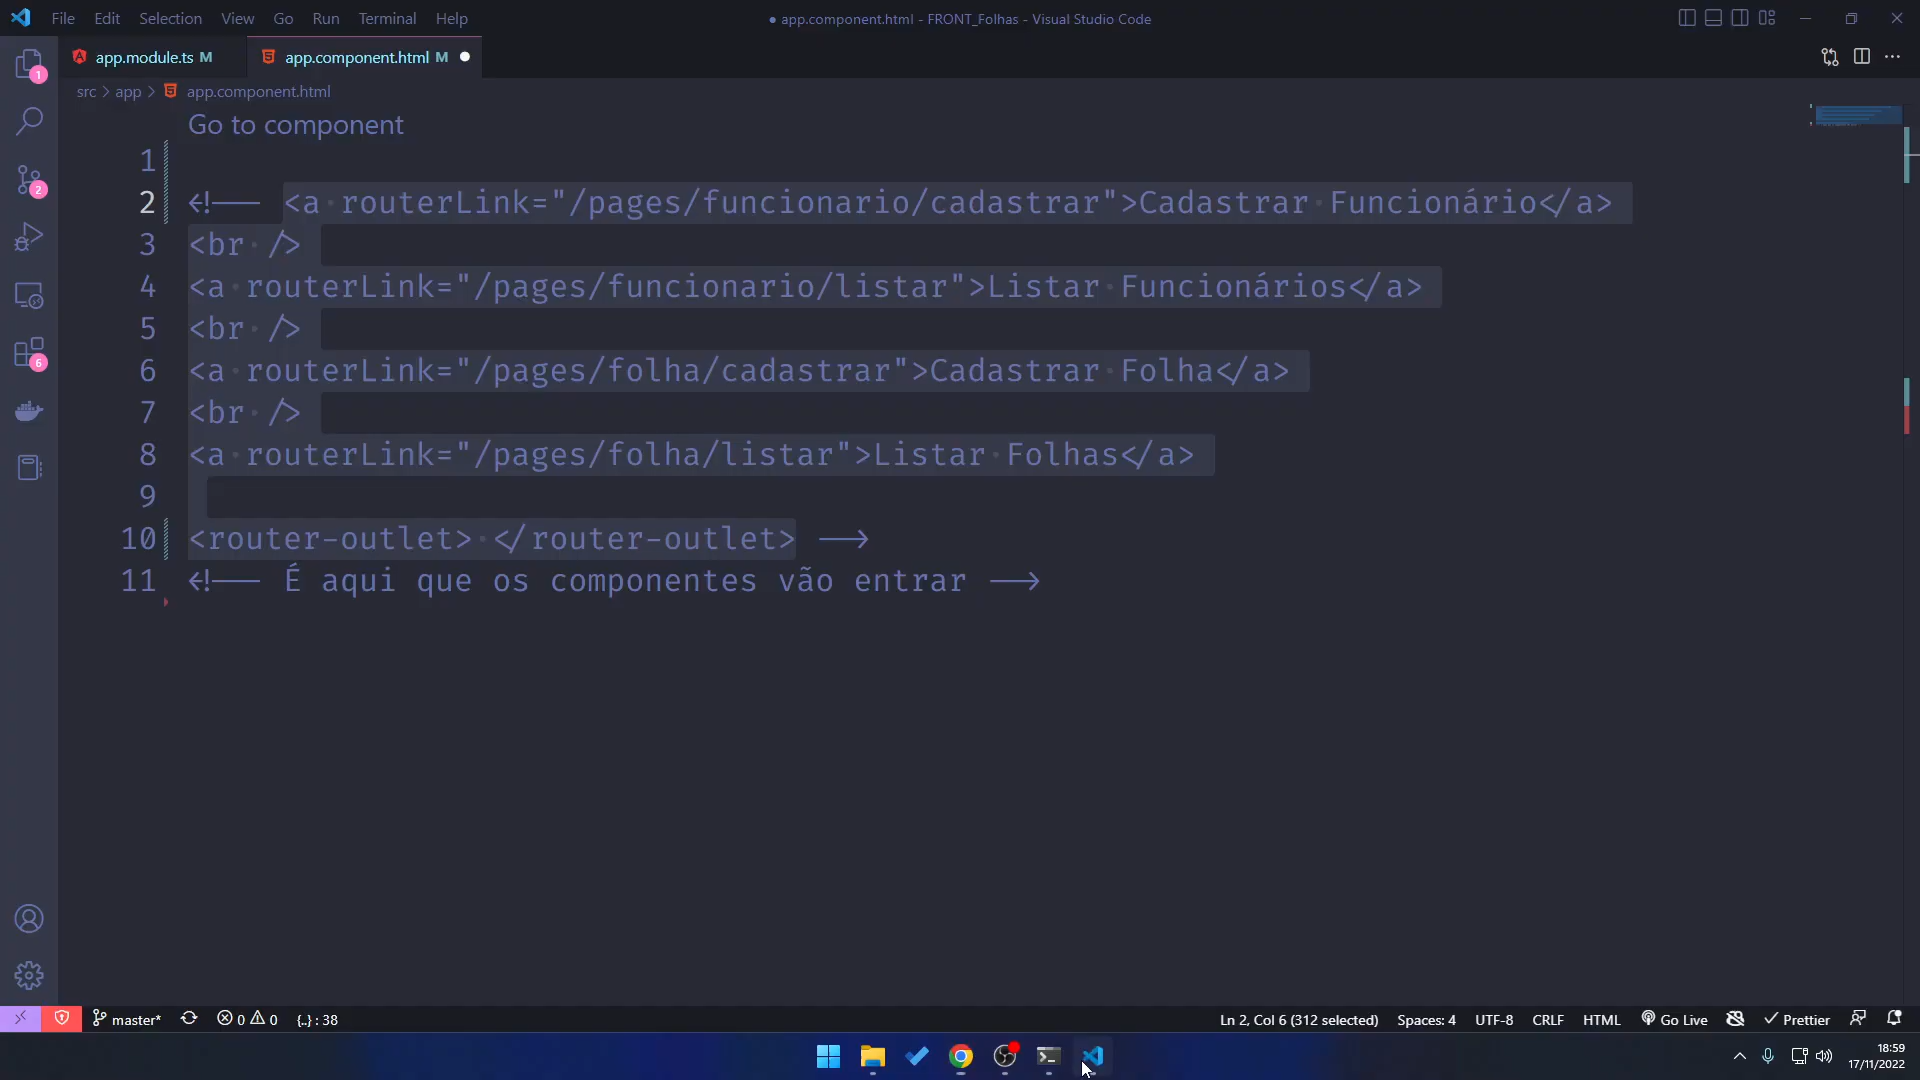 File Edit Selection View Go Run Terminal Help
● app.component.html - FRONT_Folhas - Visual Studio Code
app.module.ts M
app.component.html M
src > app > app.component.html
Go to component
1
2 <!-- <a routerLink="/pages/funcionario/cadastrar">Cadastrar Funcionário</a>
3 <br />
4 <a routerLink="/pages/funcionario/listar">Listar Funcionários</a>
5 <br />
6 <a routerLink="/pages/folha/cadastrar">Cadastrar Folha</a>
7 <br />
8 <a routerLink="/pages/folha/listar">Listar Folhas</a>
9
10 <router-outlet> </router-outlet> -->
11 <!-- É aqui que os componentes vão entrar -->
1
2
6
master* 0 0 {..} : 38
Ln 2, Col 6 (312 selected) Spaces: 4 UTF-8 CRLF HTML Go Live Prettier
18:59
17/11/2022